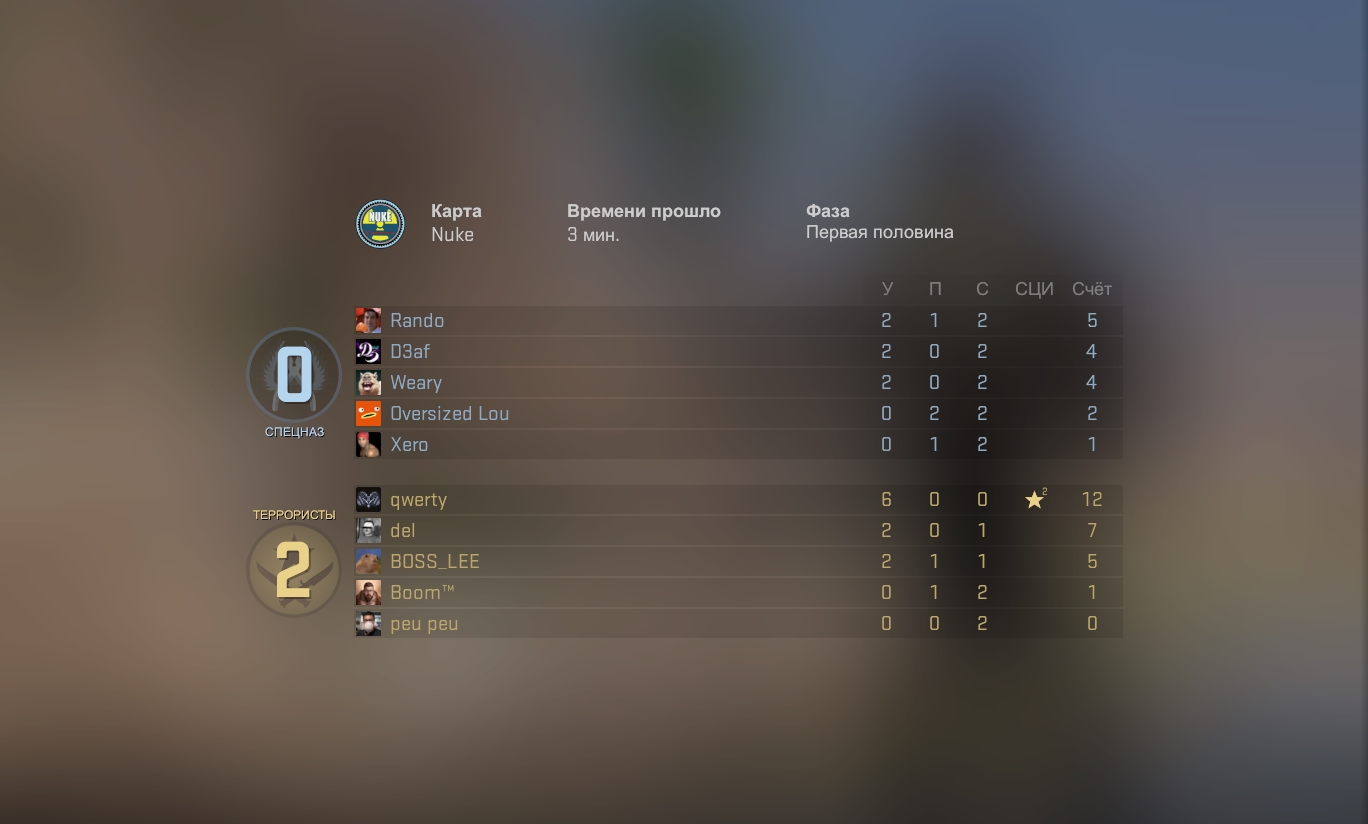 NUKE
Карта Времени прошло Фаза
Nuke 3 мин. Первая половина
У П С СЦИ Счёт
Rando 2 1 2 5
D3af 2 0 2 4
Weary 2 0 2 4
Oversized Lou 0 2 2 2
Xero 0 1 2 1
0
СПЕЦНАЗ
qwerty 6 0 0 ★2 12
del 2 0 1 7
BOSS_LEE 2 1 1 5
Boom™ 0 1 2 1
peu peu 0 0 2 0
ТЕРРОРИСТЫ
2